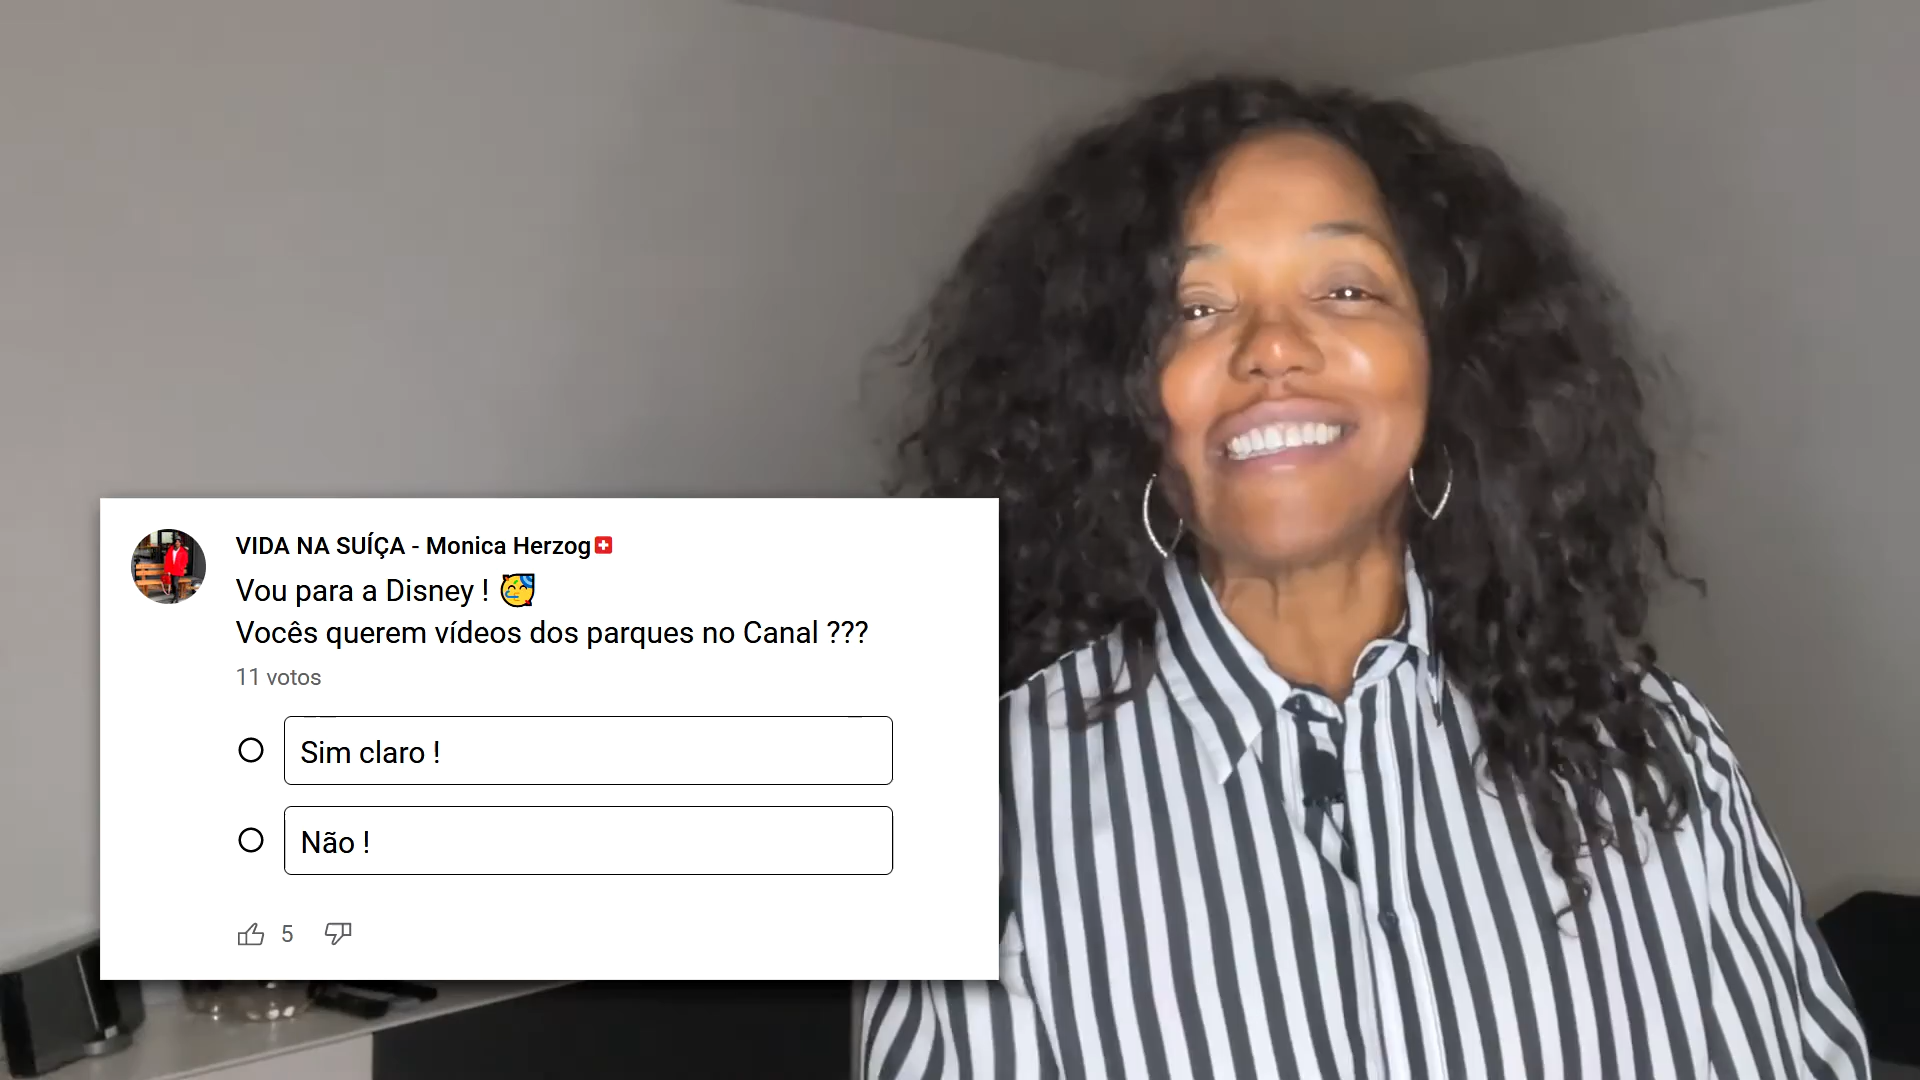 VIDA NA SUÍÇA - Monica Herzog🇨🇭
Vou para a Disney ! 🥳
Vocês querem vídeos dos parques no Canal ???
11 votos
Sim claro !
Não !
5